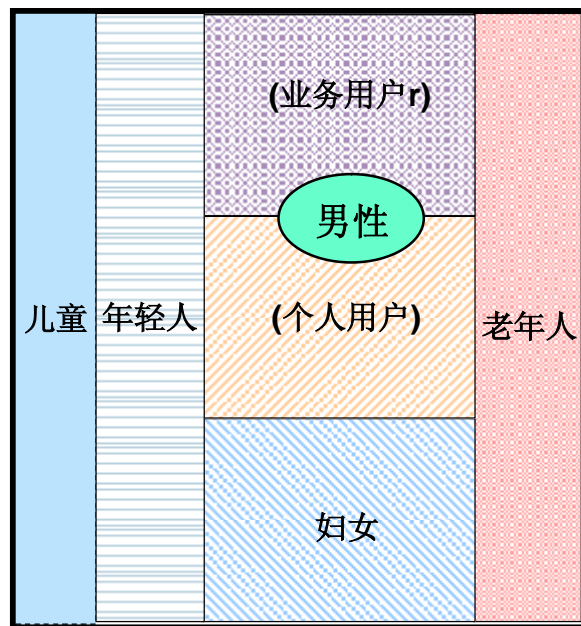 (业务用户r)
男性
儿童
年轻人
(个人用户)
老年人
妇女